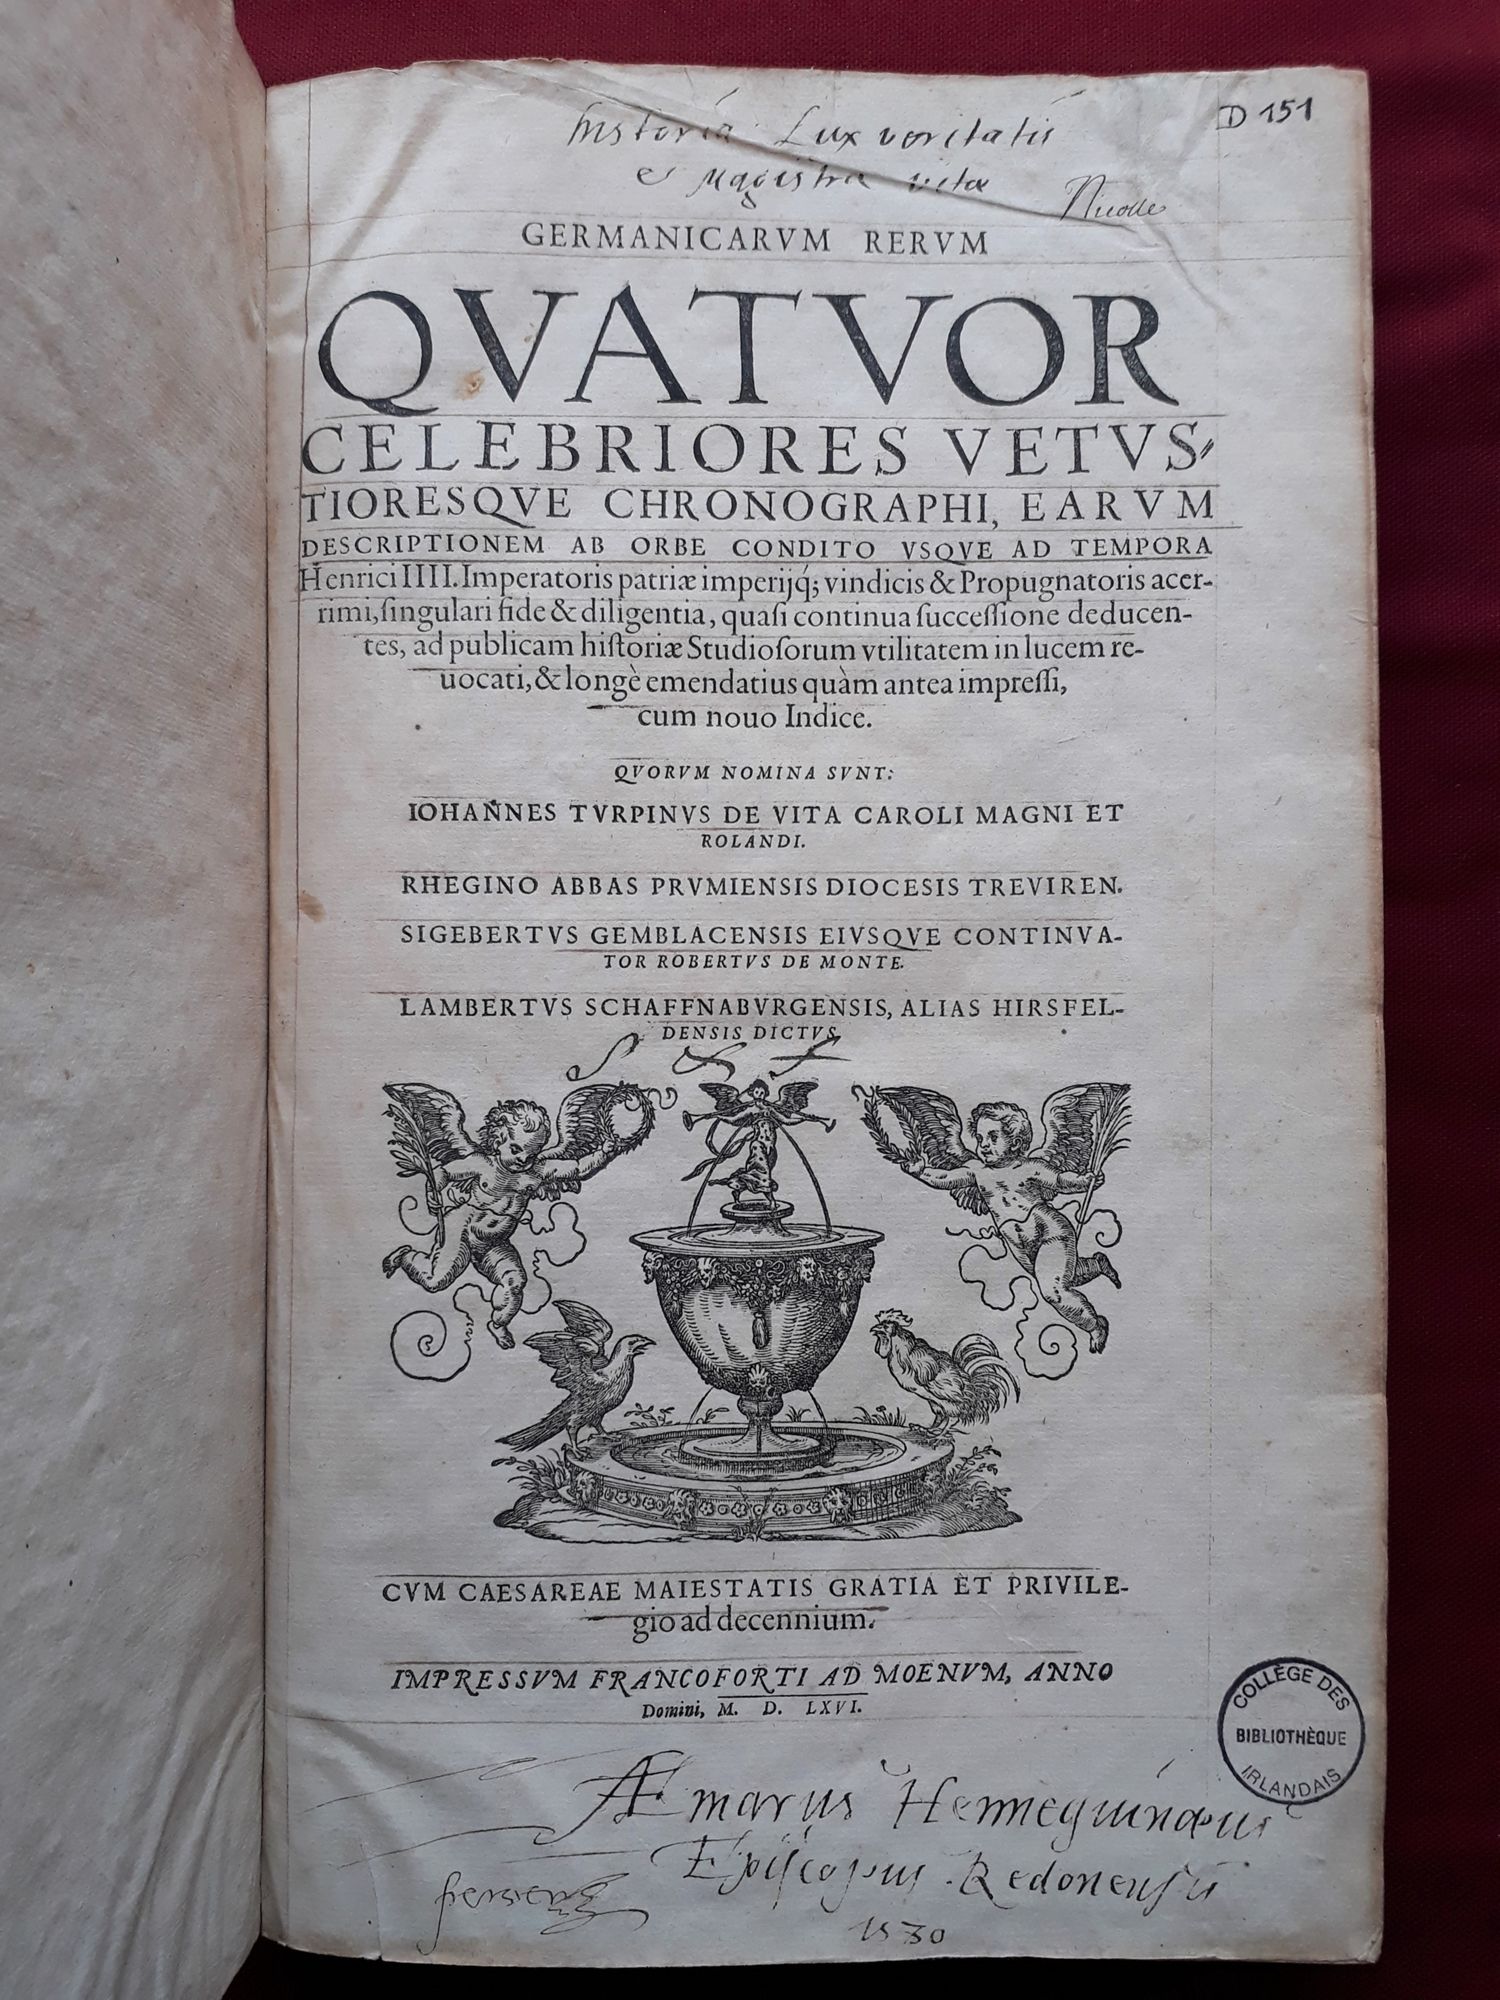 D 151
historia Lux veritatis
& Magistra vitæ
Nicolle
GERMANICARVM RERVM
QVATVOR
CELEBRIORES VETVS⸗
TIORESQVE CHRONOGRAPHI, EARVM
DESCRIPTIONEM AB ORBE CONDITO VSQVE AD TEMPORA
Henrici IIII. Imperatoris patriæ imperijq́; vindicis & Propugnatoris acer-
rimi, ſingulari fide & diligentia, quaſi continua ſucceſſione deducen-
tes, ad publicam hiſtoriæ Studioſorum vtilitatem in lucem re-
uocati, & longè emendatius quàm antea impreſſi,
cum nouo Indice.
QVORVM NOMINA SVNT:
IOHANNES TVRPINVS DE VITA CAROLI MAGNI ET
ROLANDI.
RHEGINO ABBAS PRVMIENSIS DIOCESIS TREVIREN.
SIGEBERTVS GEMBLACENSIS EIVSQVE CONTINVA-
TOR ROBERTVS DE MONTE.
LAMBERTVS SCHAFFNABVRGENSIS, ALIAS HIRSFEL-
DENSIS DICTVS.
CVM CAESAREAE MAIESTATIS GRATIA ET PRIVILE-
gio ad decennium.
IMPRESSVM FRANCOFORTI AD MOENVM, ANNO
Domini, M. D. LXVI.
COLLÈGE DES
BIBLIOTHÈQUE
IRLANDAIS
Æmarus Hennequinæus
Episcopus Redonensis
1530